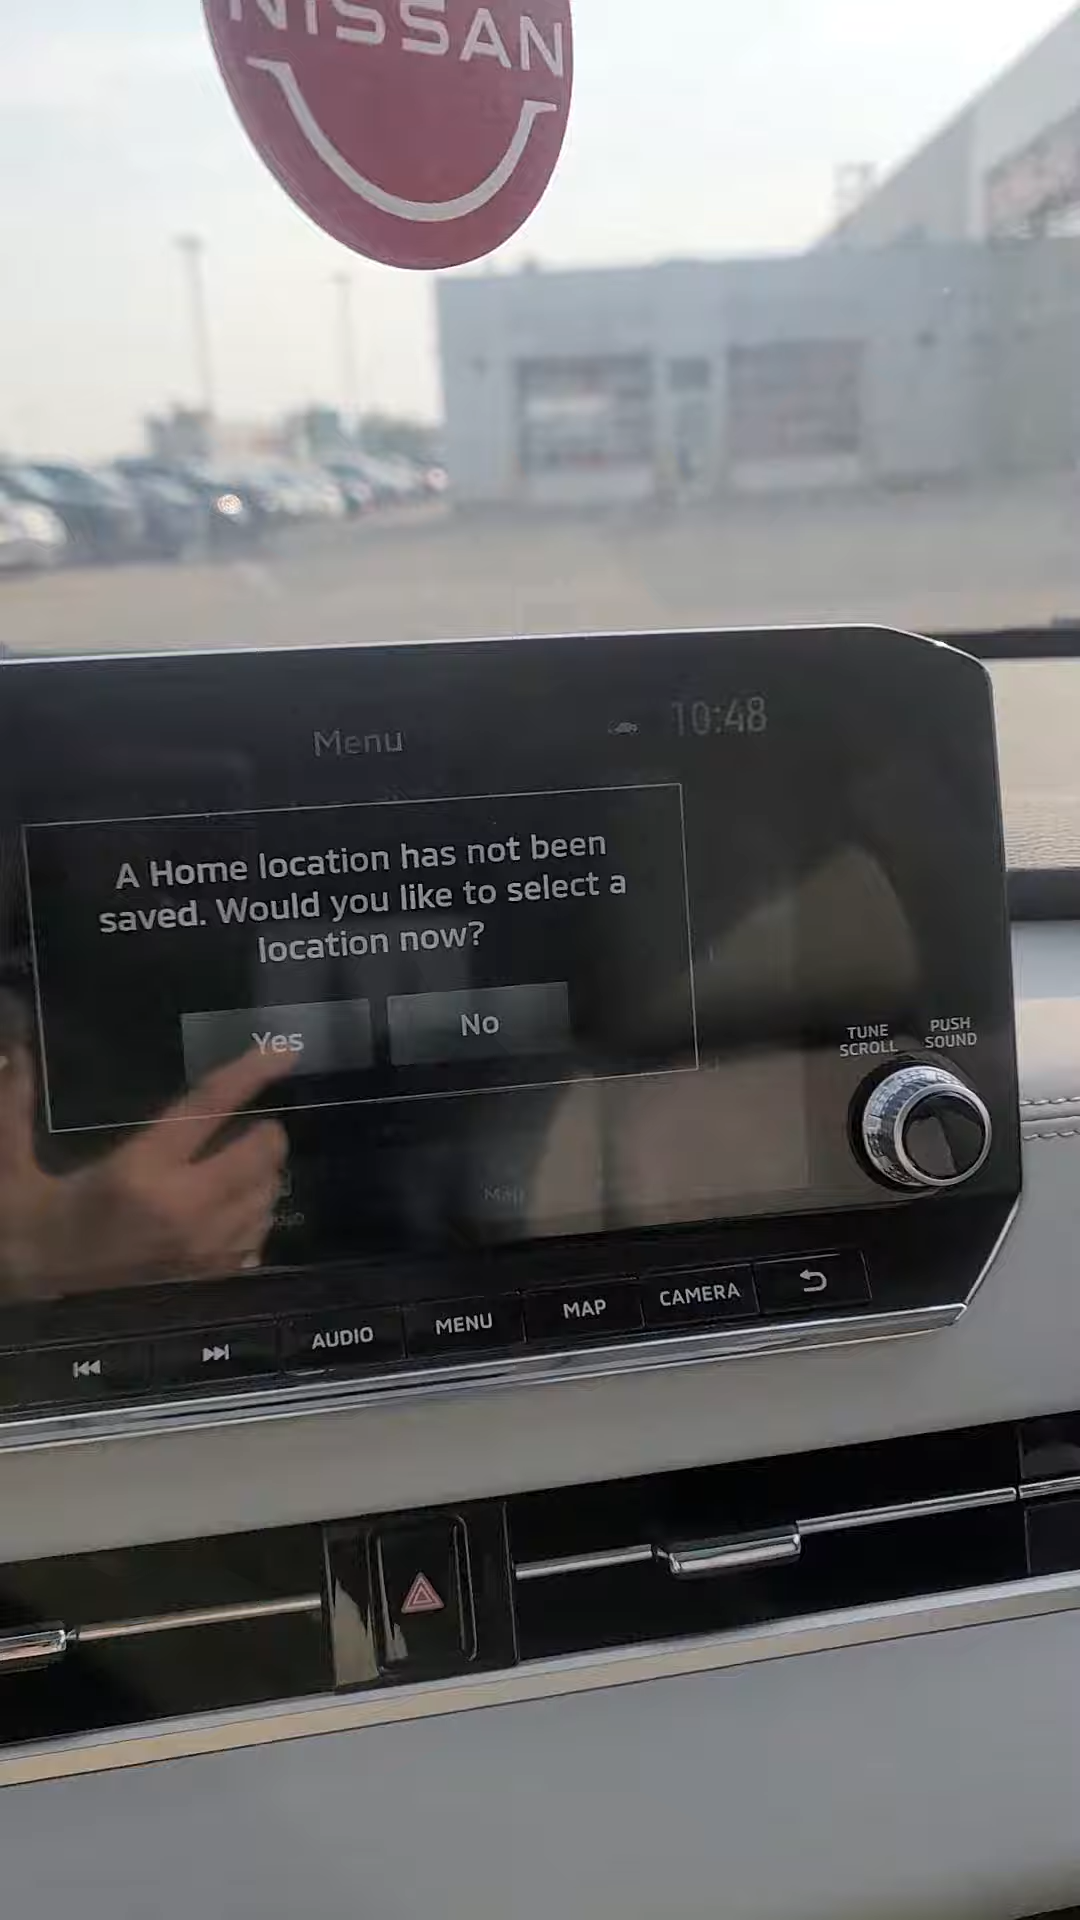 NISSAN
Menu
10:48
A Home location has not been
saved. Would you like to select a
location now?
Yes
No
TUNE
SCROLL
PUSH
SOUND
Map
AUDIO
MENU
MAP
CAMERA